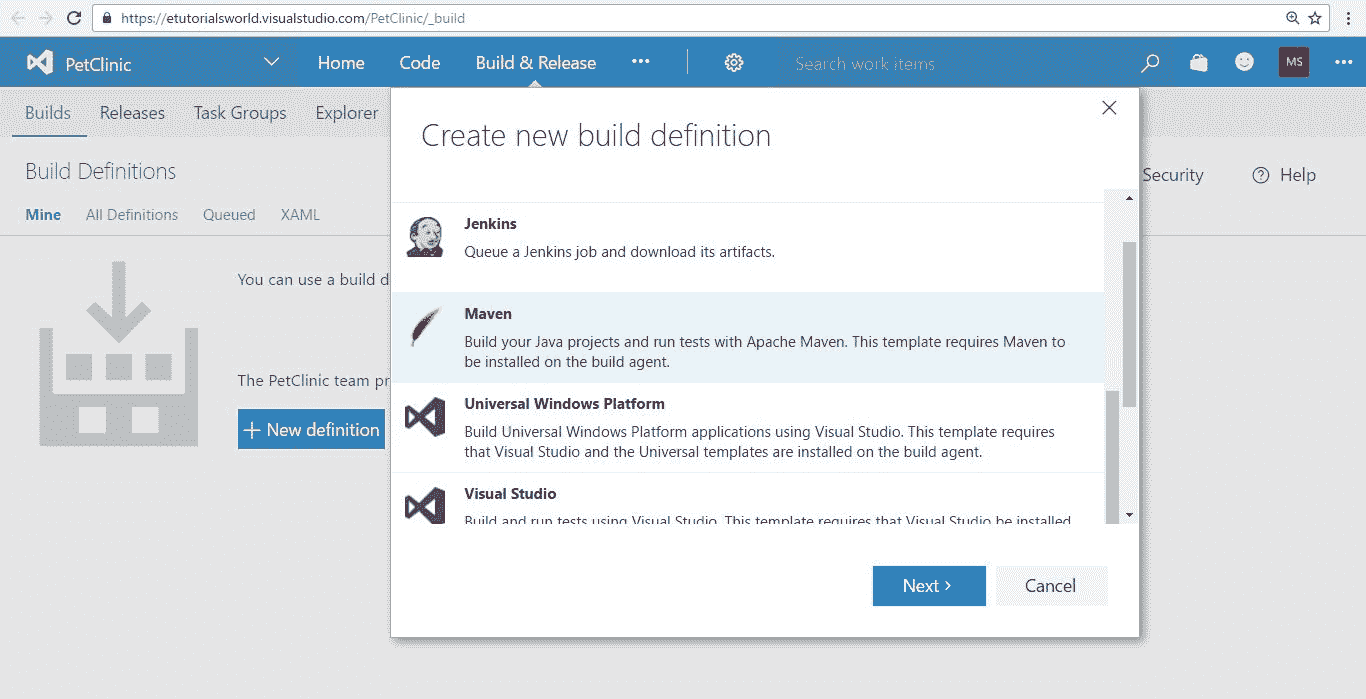 https://etutorialsworld.visualstudio.com/PetClinic/_build
PetClinic
Home
Code
Build & Release
Search work items
MS
Builds
Releases
Task Groups
Explorer
Create new build definition
Build Definitions
Security
Help
Mine
All Definitions
Queued
XAML
You can use a build d
The PetClinic team pr
New definition
Jenkins
Queue a Jenkins job and download its artifacts.
Maven
Build your Java projects and run tests with Apache Maven. This template requires Maven to
be installed on the build agent.
Universal Windows Platform
Build Universal Windows Platform applications using Visual Studio. This template requires
that Visual Studio and the Universal templates are installed on the build agent.
Visual Studio
Build and run tests using Visual Studio. This template requires that Visual Studio be installed
Next
Cancel